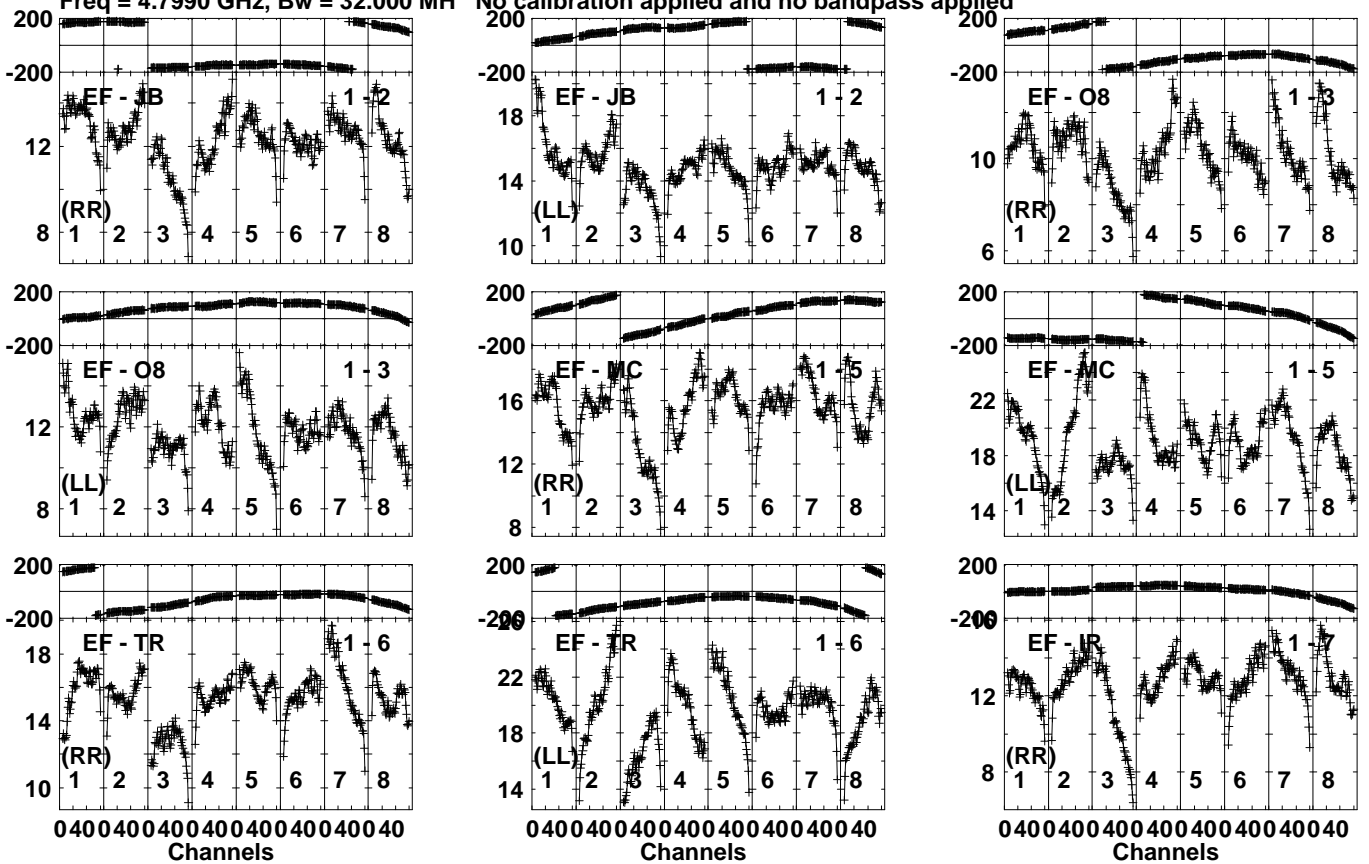 Freq = 4.7990 GHz, Bw = 32.000 MH No calibration applied and no bandpass applied
200 200 200
-200 -200 -200
EF - JB 1 - 2 EF - JB 1 - 2 EF - O8 1 - 3
18
12 14 10
(RR) (LL) (RR)
8 1 2 3 4 5 6 7 8 10 1 2 3 4 5 6 7 8 6 1 2 3 4 5 6 7 8
200 200 200
-200 -200 -200
EF - O8 1 - 3 EF - MC 1 - 5 EF - MC 1 - 5
16 22
12 12 18
(LL) (RR) (LL)
8 1 2 3 4 5 6 7 8 8 1 2 3 4 5 6 7 8 14 1 2 3 4 5 6 7 8
200 200 200
-200 -200 26 -200 16
EF - TR 1 - 6 EF - TR 1 - 6 EF - IR 1 - 7
18 22 12
14 18
(RR) (LL) (RR)
10 1 2 3 4 5 6 7 8 14 1 2 3 4 5 6 7 8 8 1 2 3 4 5 6 7 8
0 40 0 40 0 40 0 40 0 40 0 40 0 40 0 40 0 40 0 40 0 40 0 40 0 40 0 40 0 40 0 40 0 40 0 40 0 40 0 40 0 40 0 40 0 40 0 40
Channels Channels Channels